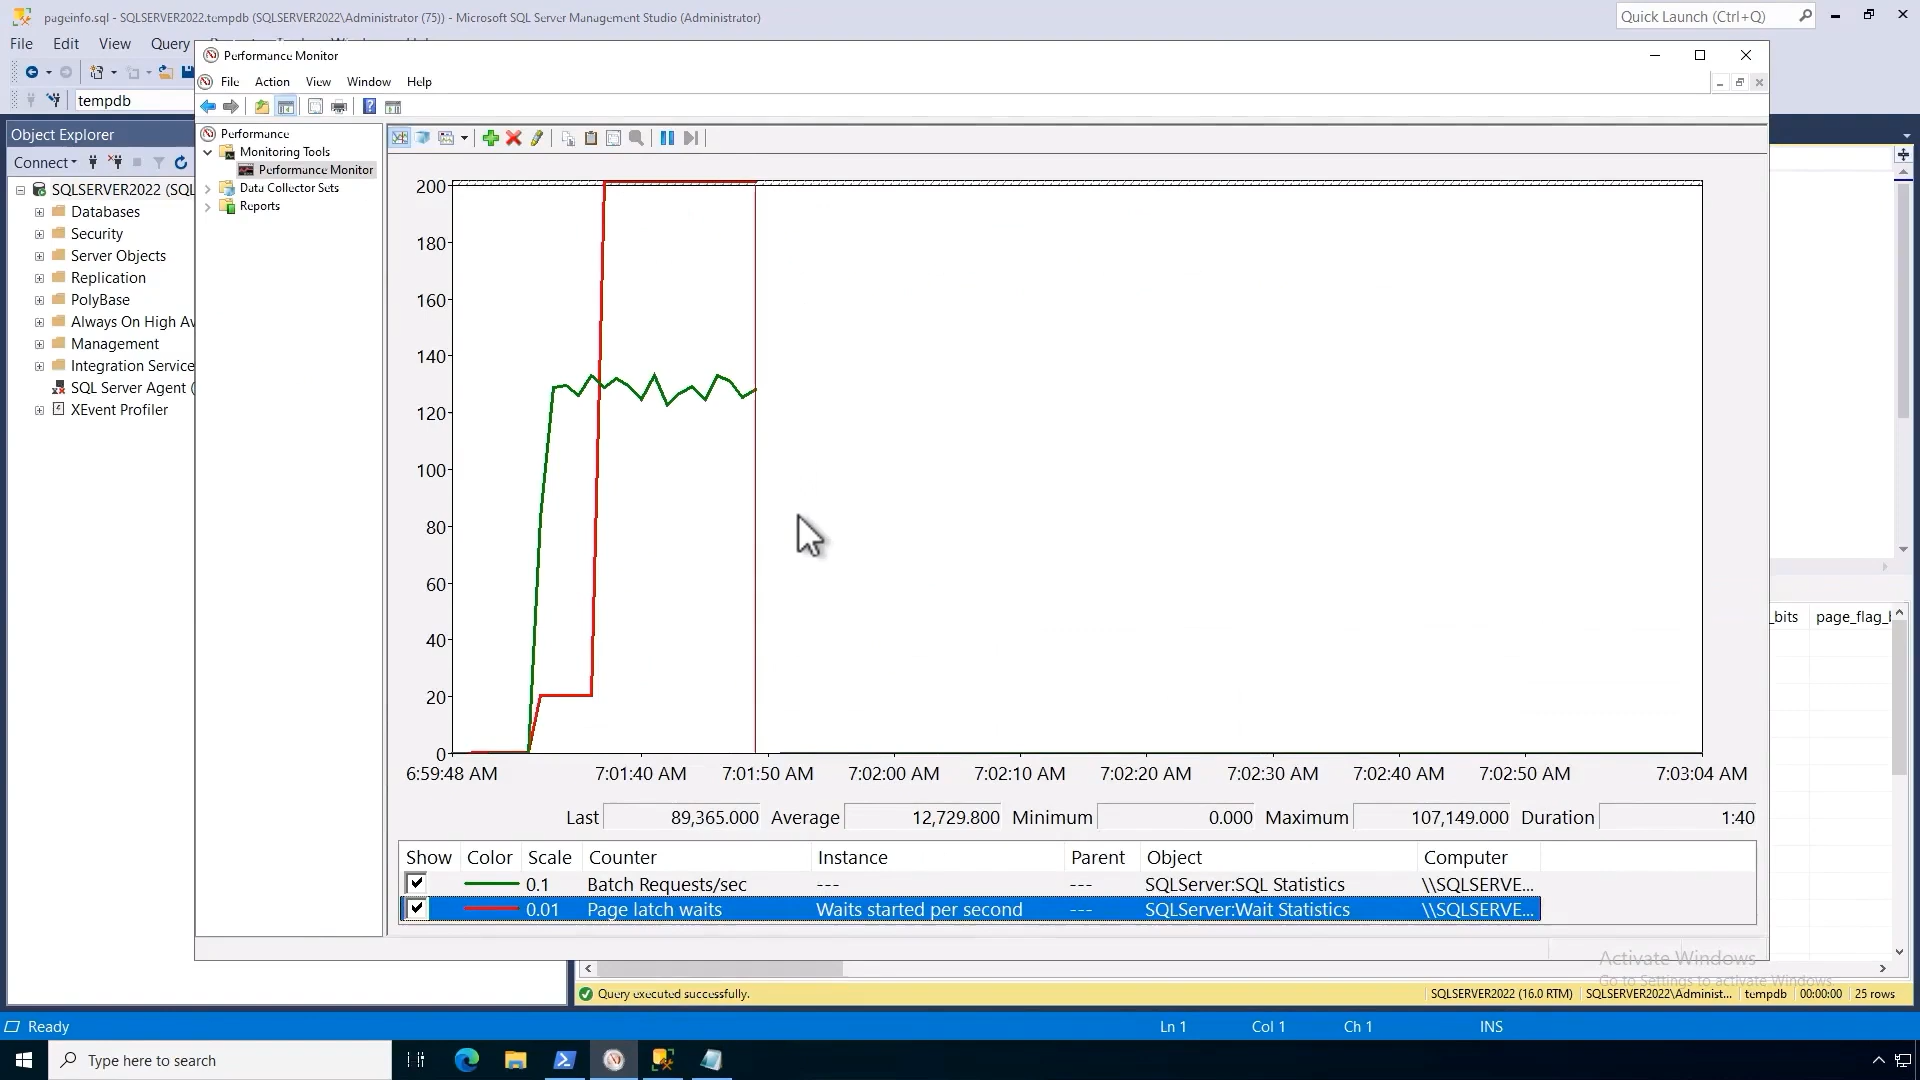 pageinfo.sql - SQLSERVER2022.tempdb (SQLSERVER2022\Administrator (75)) - Microsoft SQL Server Management Studio (Administrator)
Quick Launch (Ctrl+Q)
File Edit View Query
Performance Monitor
File Action View Window Help
tempdb
Object Explorer
Connect
SQLSERVER2022 (SQL
Databases
Security
Server Objects
Replication
PolyBase
Always On High Av
Management
Integration Service
SQL Server Agent (
XEvent Profiler
Performance
Monitoring Tools
Performance Monitor
Data Collector Sets
Reports
200
180
160
140
120
100
80
60
40
20
0
6:59:48 AM 7:01:40 AM 7:01:50 AM 7:02:00 AM 7:02:10 AM 7:02:20 AM 7:02:30 AM 7:02:40 AM 7:02:50 AM 7:03:04 AM
Last 89,365.000 Average 12,729.800 Minimum 0.000 Maximum 107,149.000 Duration 1:40
Show Color Scale Counter Instance Parent Object Computer
0.1 Batch Requests/sec --- --- SQLServer:SQL Statistics \\SQLSERVE...
0.01 Page latch waits Waits started per second --- SQLServer:Wait Statistics \\SQLSERVE...
_bits page_flag_b
Activate Windows
Go to Settings to activate Windows.
Query executed successfully.
SQLSERVER2022 (16.0 RTM) SQLSERVER2022\Administ... tempdb 00:00:00 25 rows
Ready Ln 1 Col 1 Ch 1 INS
Type here to search